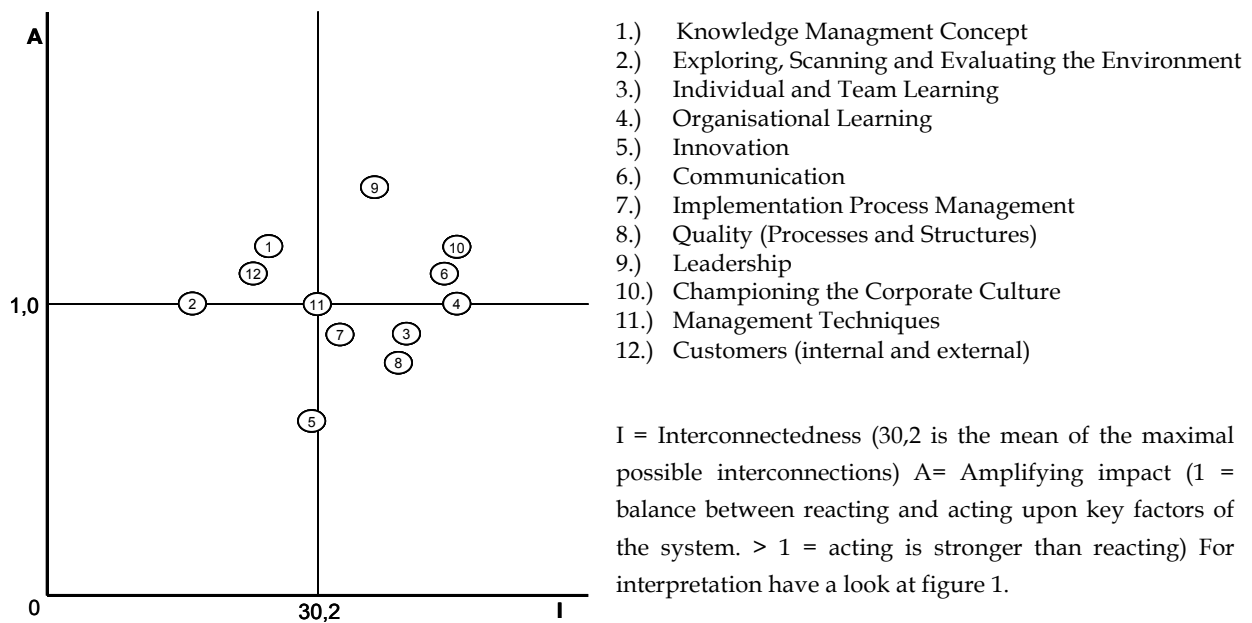 A
1,0
0
30,2
I
9
1
10
12
6
2
11
4
7
3
8
5
1.) Knowledge Managment Concept
2.) Exploring, Scanning and Evaluating the Environment
3.) Individual and Team Learning
4.) Organisational Learning
5.) Innovation
6.) Communication
7.) Implementation Process Management
8.) Quality (Processes and Structures)
9.) Leadership
10.) Championing the Corporate Culture
11.) Management Techniques
12.) Customers (internal and external)
I = Interconnectedness (30,2 is the mean of the maximal
possible interconnections) A= Amplifying impact (1 =
balance between reacting and acting upon key factors of
the system. > 1 = acting is stronger than reacting) For
interpretation have a look at figure 1.